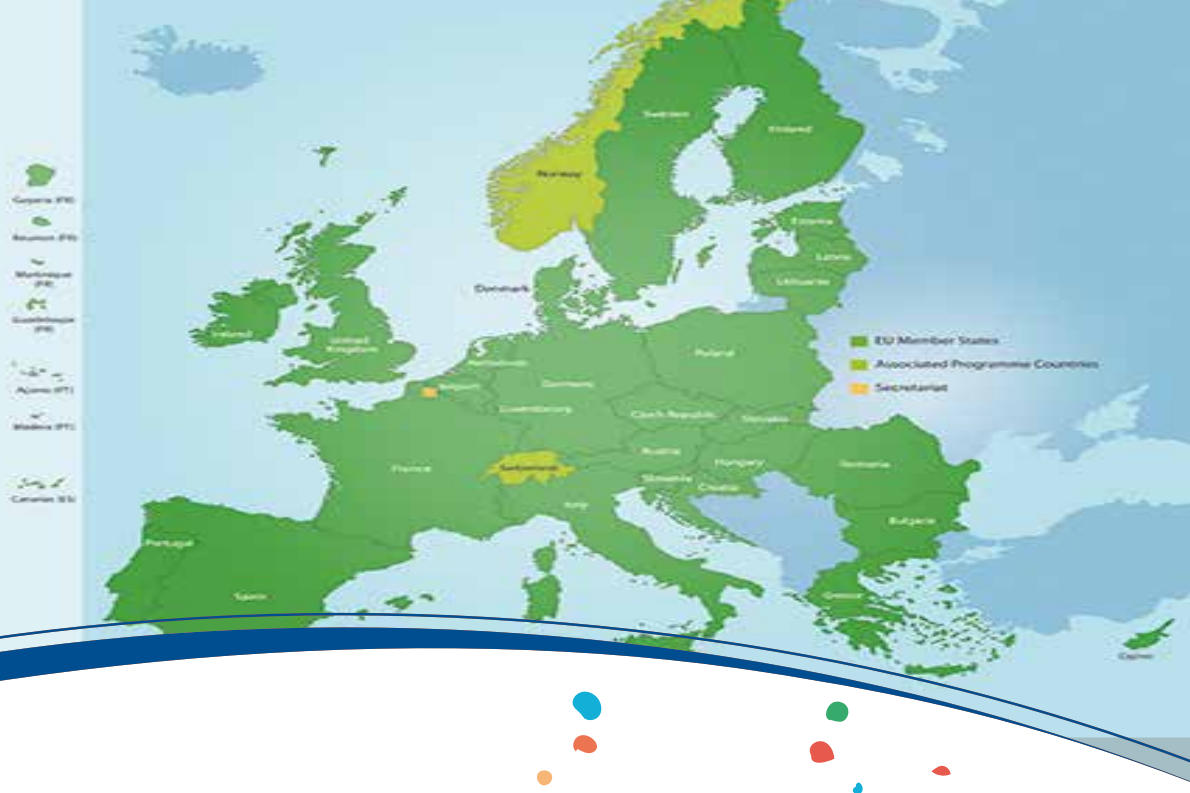 Sweden
Finland
Norway
Guyana (FR)
Estonia
Reunion (FR)
Latvia
Martinique
(FR)
Lithuania
Denmark
Guadeloupe
(FR)
Ireland
United
Kingdom
EU Member States
Poland
Netherlands
Associated Programme Countries
Açores (PT)
Belgium
Germany
Secretariat
Luxembourg
Czech Republic
Slovakia
Madeira (PT)
Austria
Hungary
Romania
France
Switzerland
Slovenia
Croatia
Canarias (ES)
Italy
Bulgaria
Portugal
Spain
Greece
Cyprus